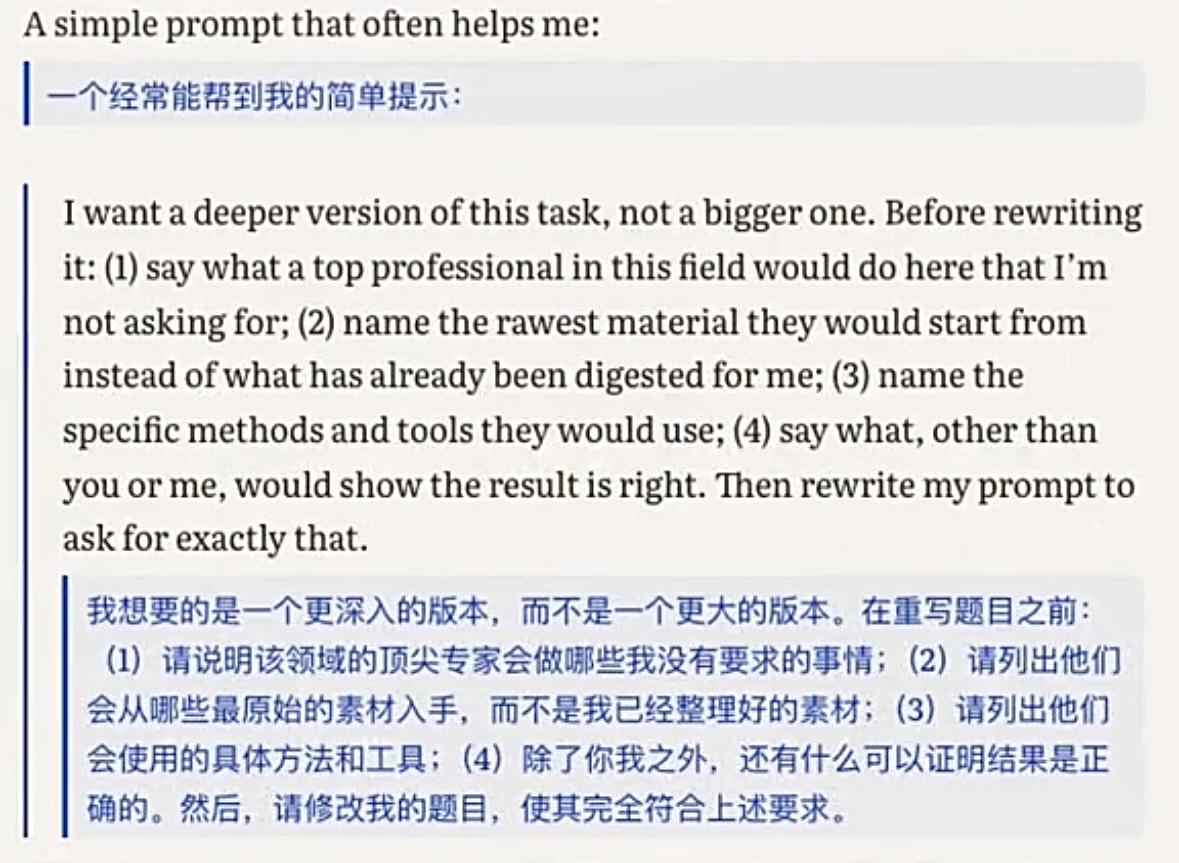 A simple prompt that often helps me:
一个经常能帮到我的简单提示：
I want a deeper version of this task, not a bigger one. Before rewriting
it: (1) say what a top professional in this field would do here that I’m
not asking for; (2) name the rawest material they would start from
instead of what has already been digested for me; (3) name the
specific methods and tools they would use; (4) say what, other than
you or me, would show the result is right. Then rewrite my prompt to
ask for exactly that.
我想要的是一个更深入的版本，而不是一个更大的版本。在重写题目之前：
（1）请说明该领域的顶尖专家会做哪些我没有要求的事情；（2）请列出他们
会从哪些最原始的素材入手，而不是我已经整理好的素材；（3）请列出他们
会使用的具体方法和工具；（4）除了你我之外，还有什么可以证明结果是正
确的。然后，请修改我的题目，使其完全符合上述要求。